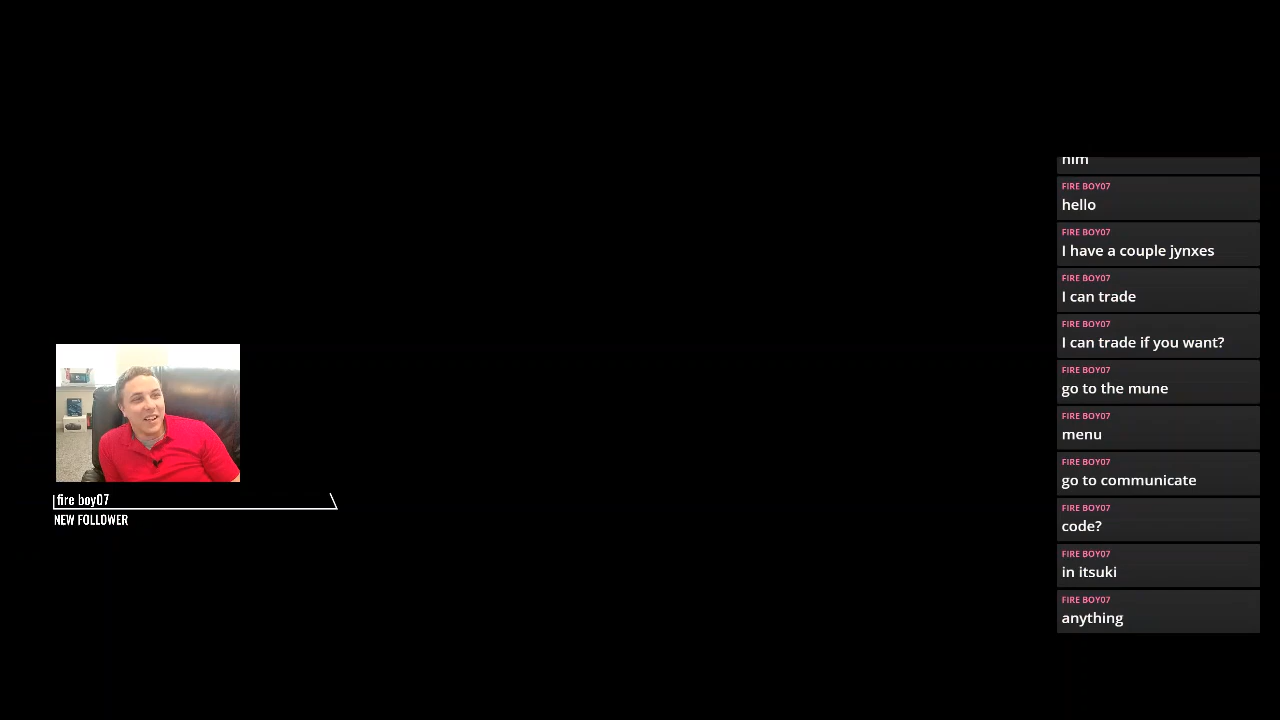 him
FIRE BOY07
hello
FIRE BOY07
I have a couple jynxes
FIRE BOY07
I can trade
FIRE BOY07
I can trade if you want?
FIRE BOY07
go to the mune
FIRE BOY07
menu
FIRE BOY07
go to communicate
FIRE BOY07
code?
FIRE BOY07
in itsuki
FIRE BOY07
anything
fire boy07
NEW FOLLOWER